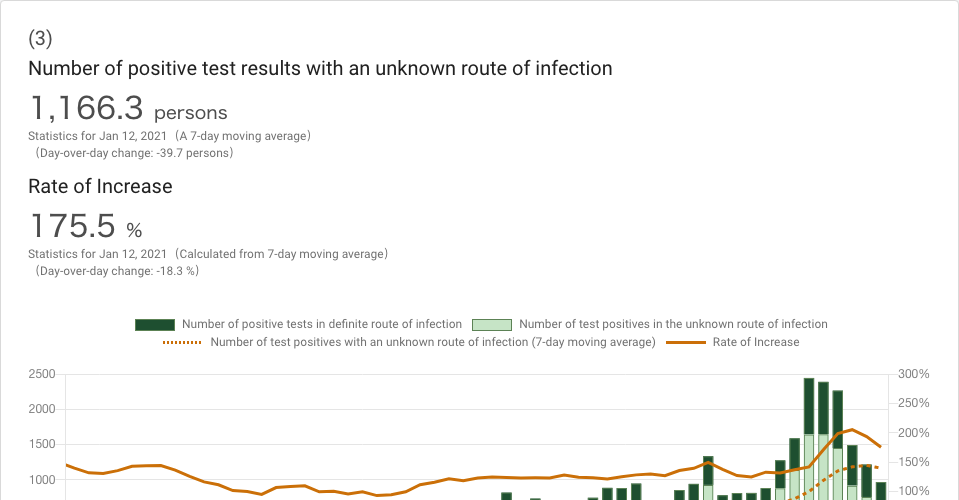 (3)
Number of positive test results with an unknown route of infection
1,166.3 persons
Statistics for Jan 12, 2021（A 7-day moving average）
（Day-over-day change: -39.7 persons）
Rate of Increase
175.5 %
Statistics for Jan 12, 2021（Calculated from 7-day moving average）
（Day-over-day change: -18.3 %）
Number of positive tests in definite route of infection Number of test positives in the unknown route of infection
Number of test positives with an unknown route of infection (7-day moving average) Rate of Increase
2500 300%
250%
2000
200%
1500
150%
1000
100%